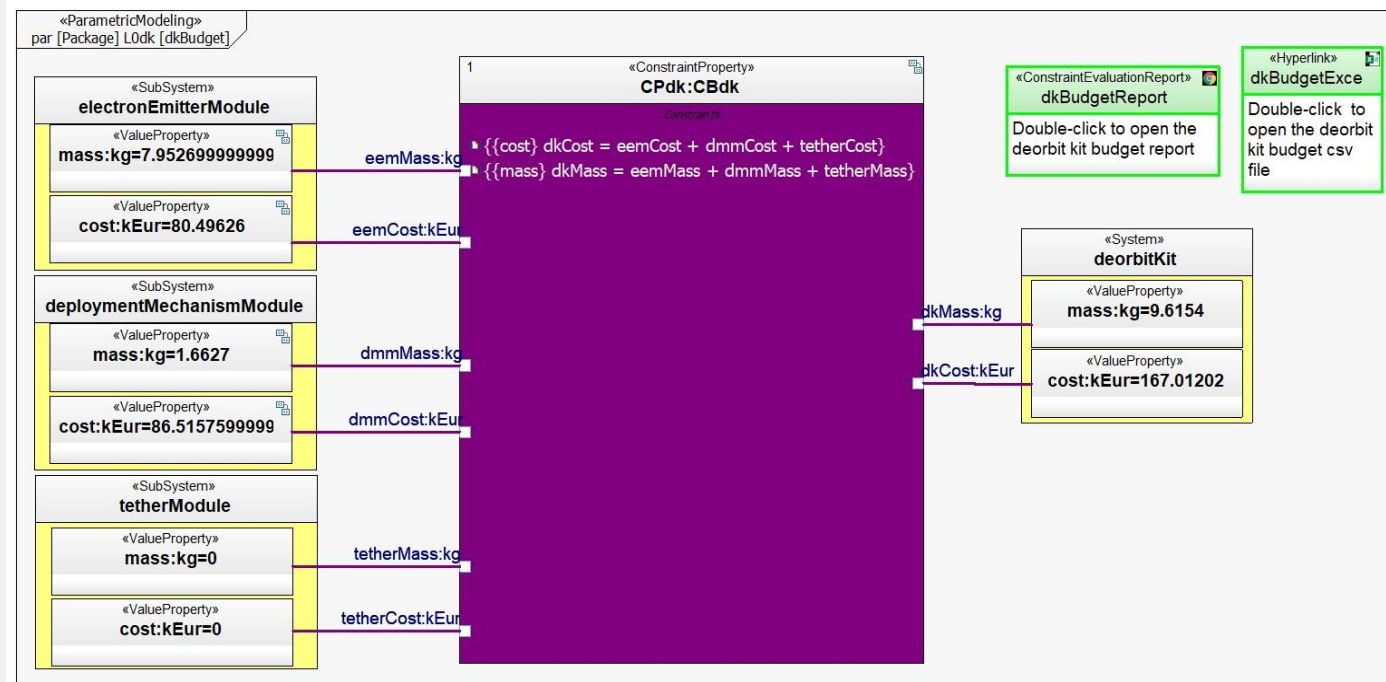 «ParametricModeling»
par [Package] L0dk [dkBudget]
«SubSystem»
electronEmitterModule
«ValueProperty»
mass:kg=7.952699999999
«ValueProperty»
cost:kEur=80.49626
«SubSystem»
deploymentMechanismModule
«ValueProperty»
mass:kg=1.6627
«ValueProperty»
cost:kEur=86.5157599999
«SubSystem»
tetherModule
«ValueProperty»
mass:kg=0
«ValueProperty»
cost:kEur=0
eemMass:kg
eemCost:kEur
dmmMass:kg
dmmCost:kEur
tetherMass:kg
tetherCost:kEur
1
«ConstraintProperty»
CPdk:CBdk
Constraints
{{cost} dkCost = eemCost + dmmCost + tetherCost}
{{mass} dkMass = eemMass + dmmMass + tetherMass}
dkMass:kg
dkCost:kEur
«ConstraintEvaluationReport»
dkBudgetReport
Double-click to open the
deorbit kit budget report
«Hyperlink»
dkBudgetExce
Double-click to
open the deorbit
kit budget csv
file
«System»
deorbitKit
«ValueProperty»
mass:kg=9.6154
«ValueProperty»
cost:kEur=167.01202